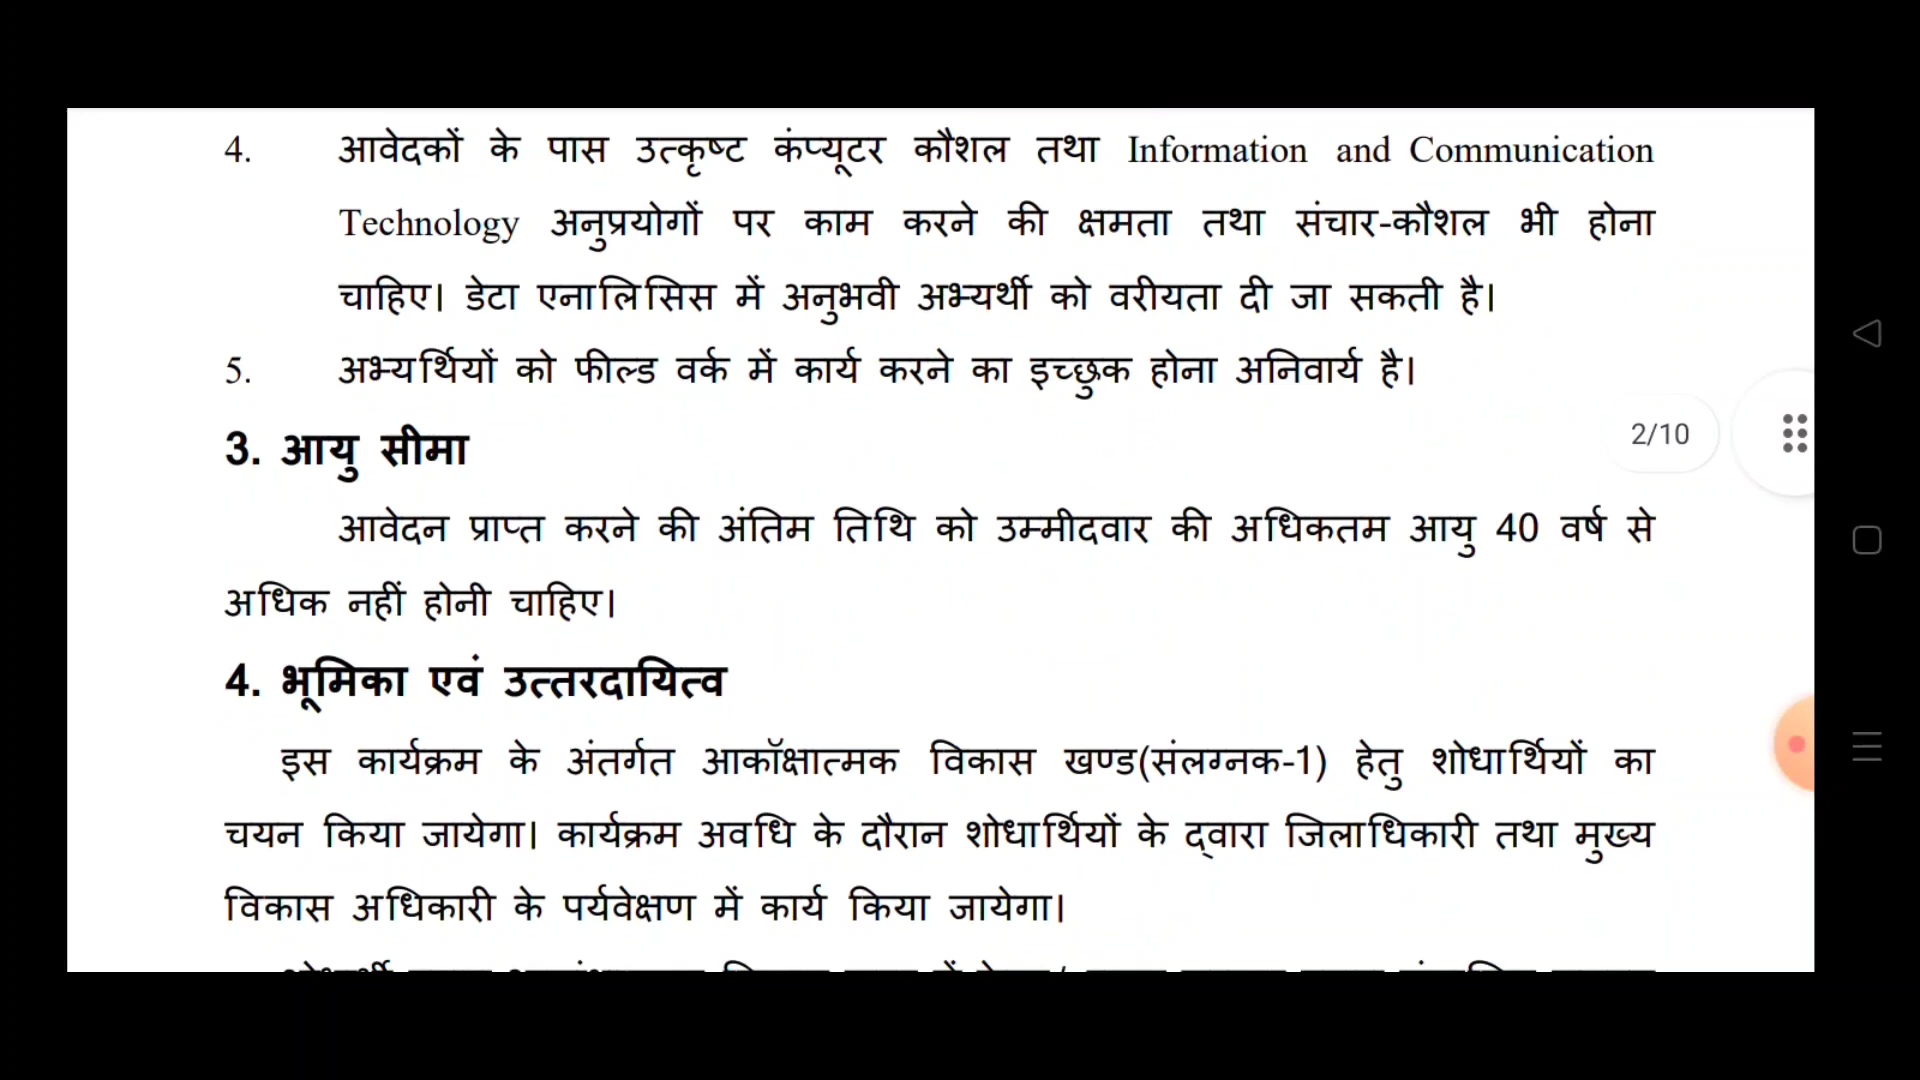 4. आवेदकों के पास उत्कृष्ट कंप्यूटर कौशल तथा Information and Communication
Technology अनुप्रयोगों पर काम करने की क्षमता तथा संचार-कौशल भी होना
चाहिए। डेटा एनालिसिस में अनुभवी अभ्यर्थी को वरीयता दी जा सकती है।
5. अभ्यर्थियों को फील्ड वर्क में कार्य करने का इच्छुक होना अनिवार्य है।
3. आयु सीमा
2/10
आवेदन प्राप्त करने की अंतिम तिथि को उम्मीदवार की अधिकतम आयु 40 वर्ष से
अधिक नहीं होनी चाहिए।
4. भूमिका एवं उत्तरदायित्व
इस कार्यक्रम के अंतर्गत आकॉक्षात्मक विकास खण्ड(संलग्नक-1) हेतु शोधार्थियों का
चयन किया जायेगा। कार्यक्रम अवधि के दौरान शोधार्थियों के द्वारा जिलाधिकारी तथा मुख्य
विकास अधिकारी के पर्यवेक्षण में कार्य किया जायेगा।